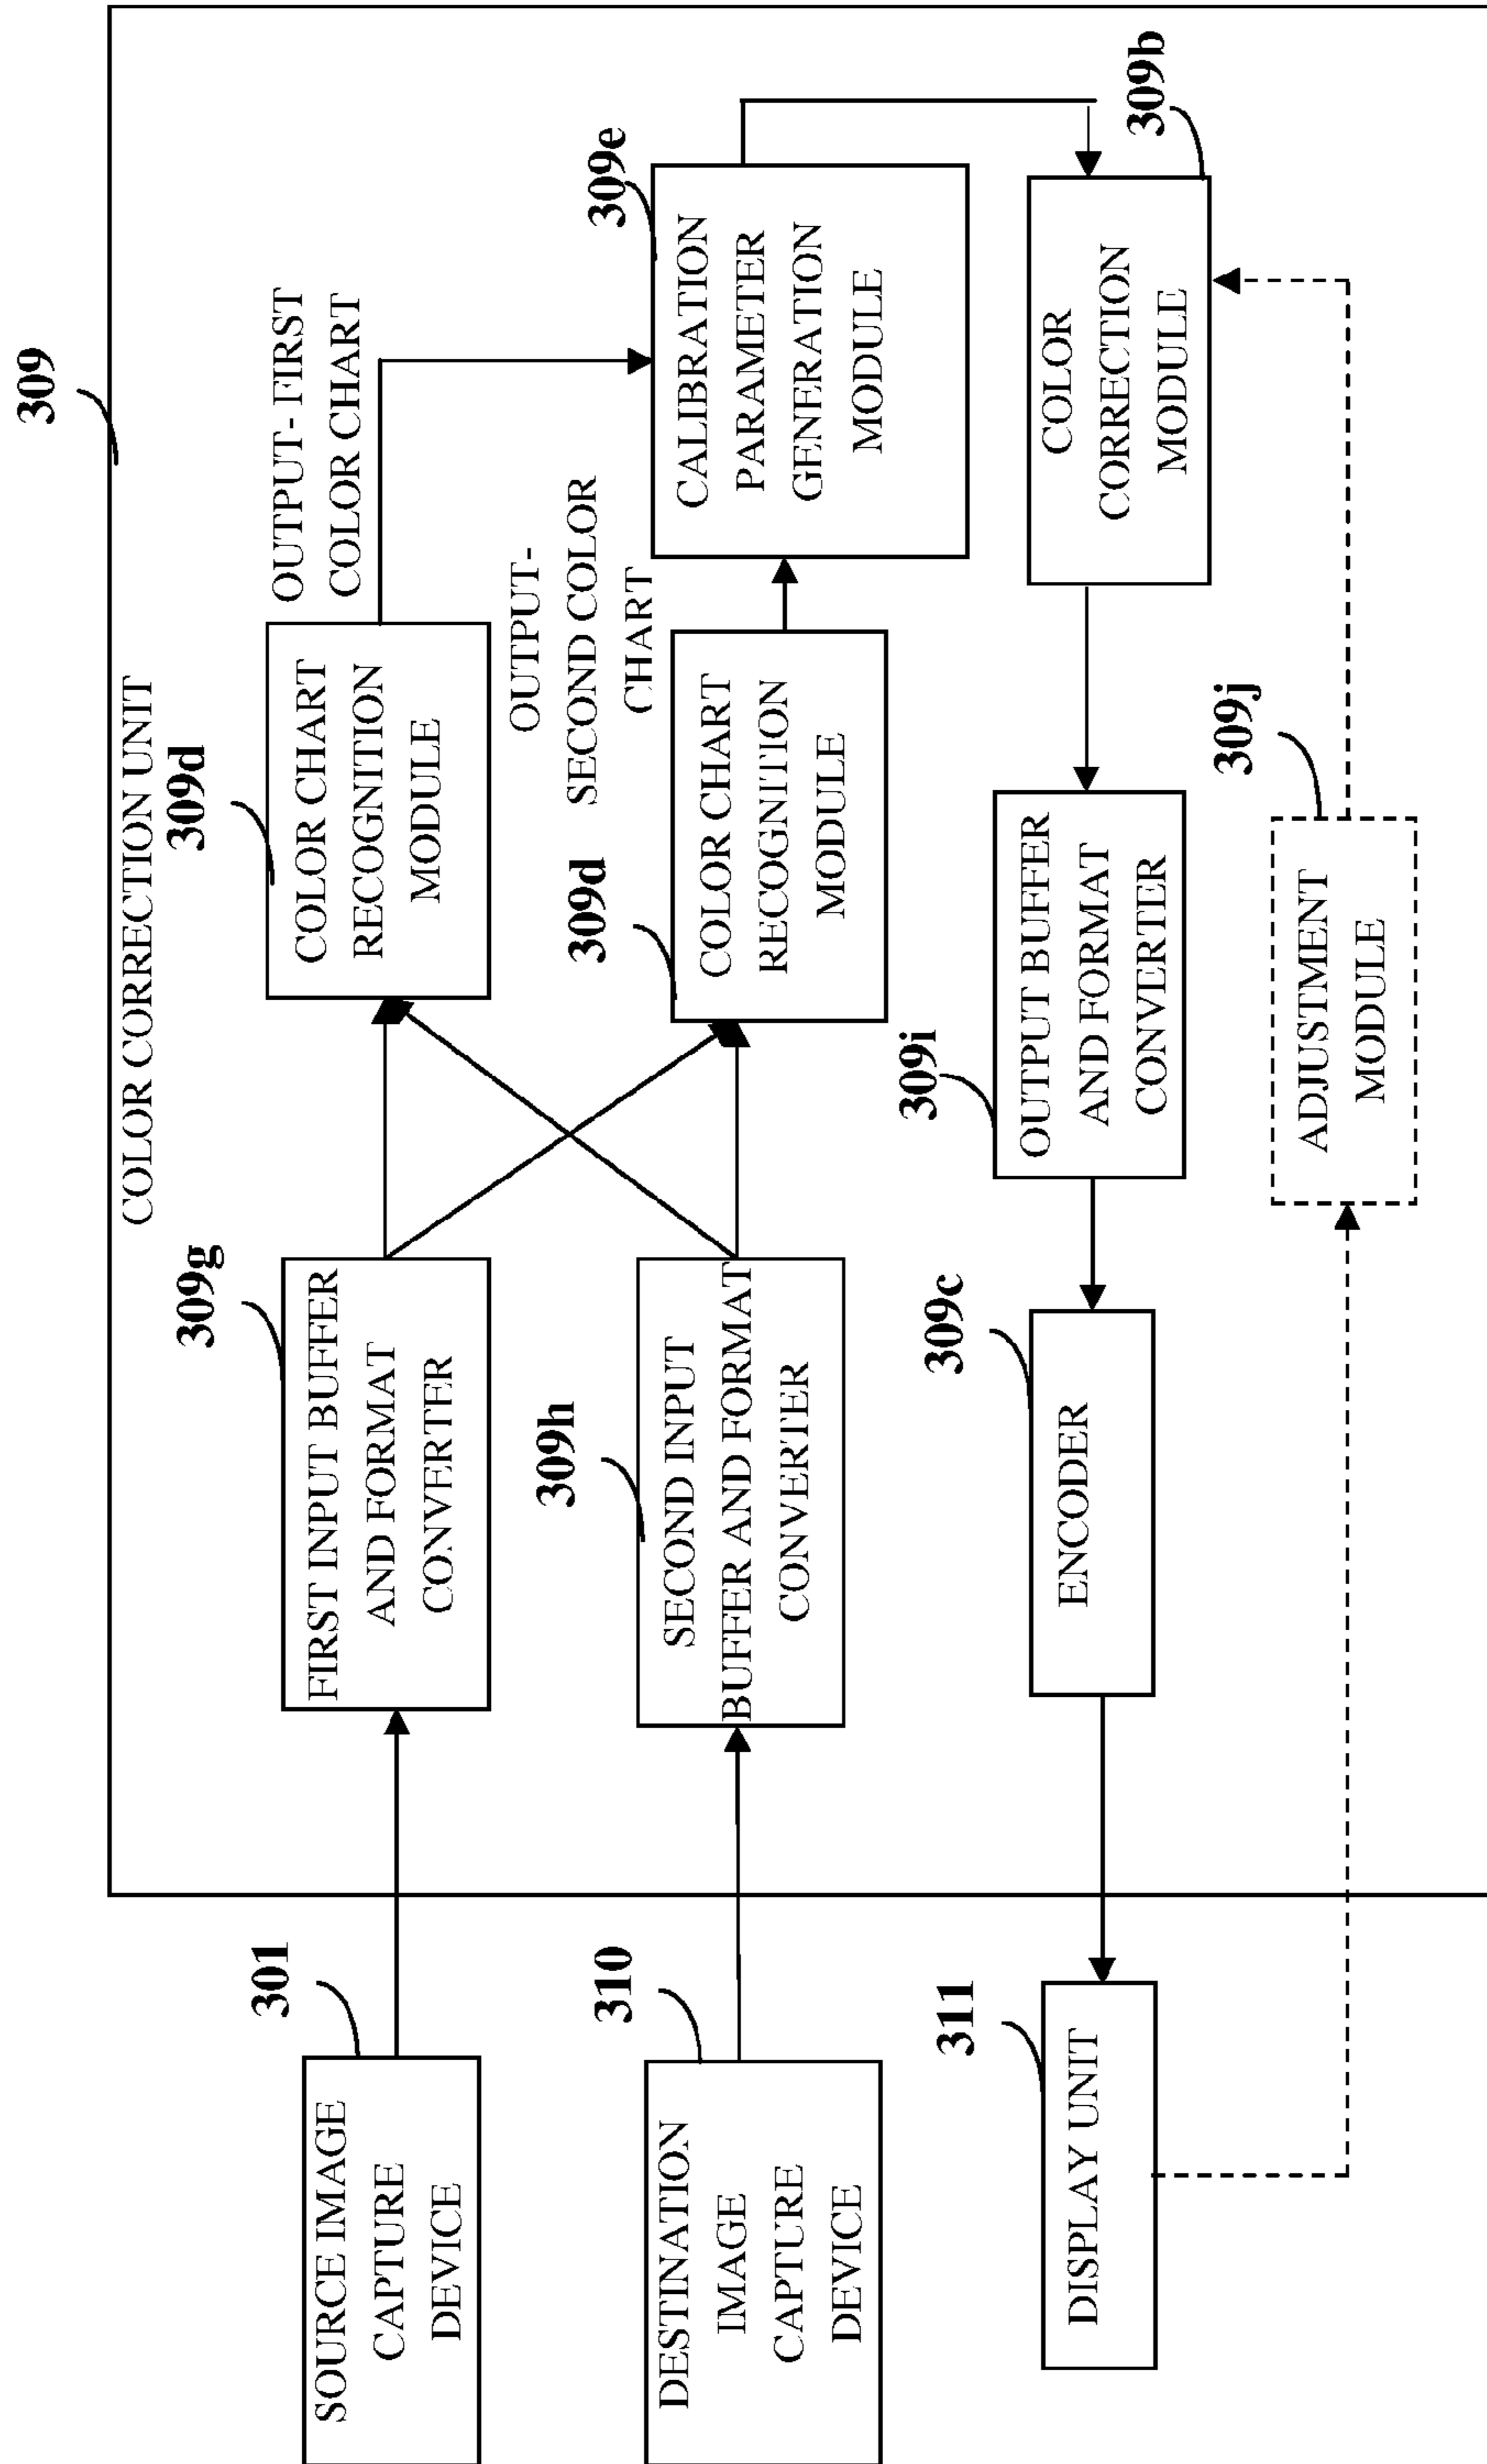 309
COLOR CORRECTION UNIT
301
SOURCE IMAGE
CAPTURE
DEVICE
309g
FIRST INPUT BUFFER
AND FORMAT
CONVERTER
309d
COLOR CHART
RECOGNITION
MODULE
OUTPUT- FIRST
COLOR CHART
310
DESTINATION
IMAGE
CAPTURE
DEVICE
309h
SECOND INPUT
BUFFER AND FORMAT
CONVERTER
309d
COLOR CHART
RECOGNITION
MODULE
OUTPUT-
SECOND COLOR
CHART
309e
CALIBRATION
PARAMETER
GENERATION
MODULE
311
DISPLAY UNIT
309c
ENCODER
309i
OUTPUT BUFFER
AND FORMAT
CONVERTER
309b
COLOR
CORRECTION
MODULE
309j
ADJUSTMENT
MODULE